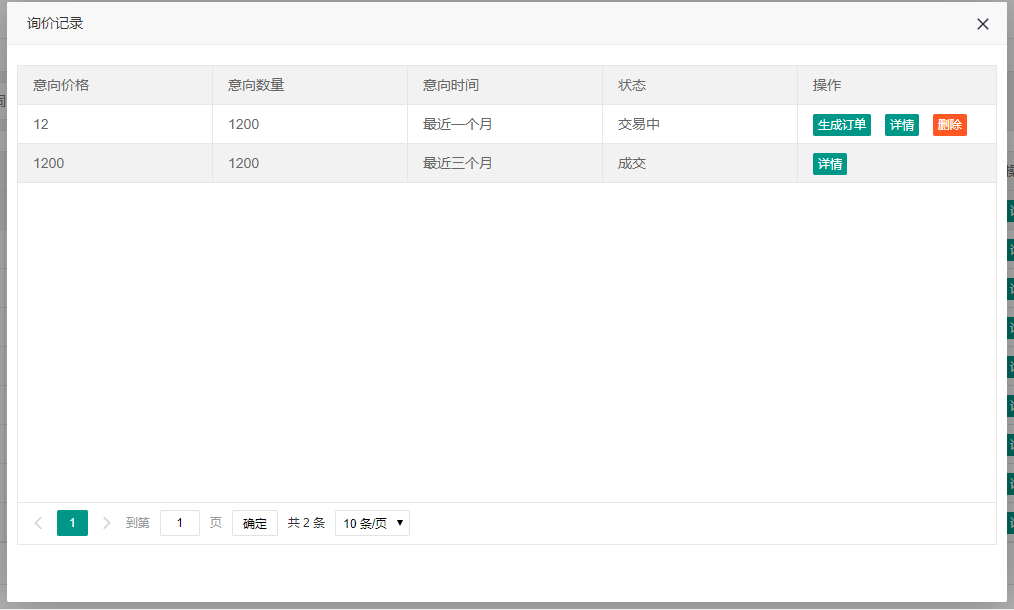 询价记录
意向价格 意向数量 意向时间 状态 操作
12 1200 最近一个月 交易中 生成订单 详情 删除
1200 1200 最近三个月 成交 详情
1 到第 1 页 确定 共 2 条 10 条/页